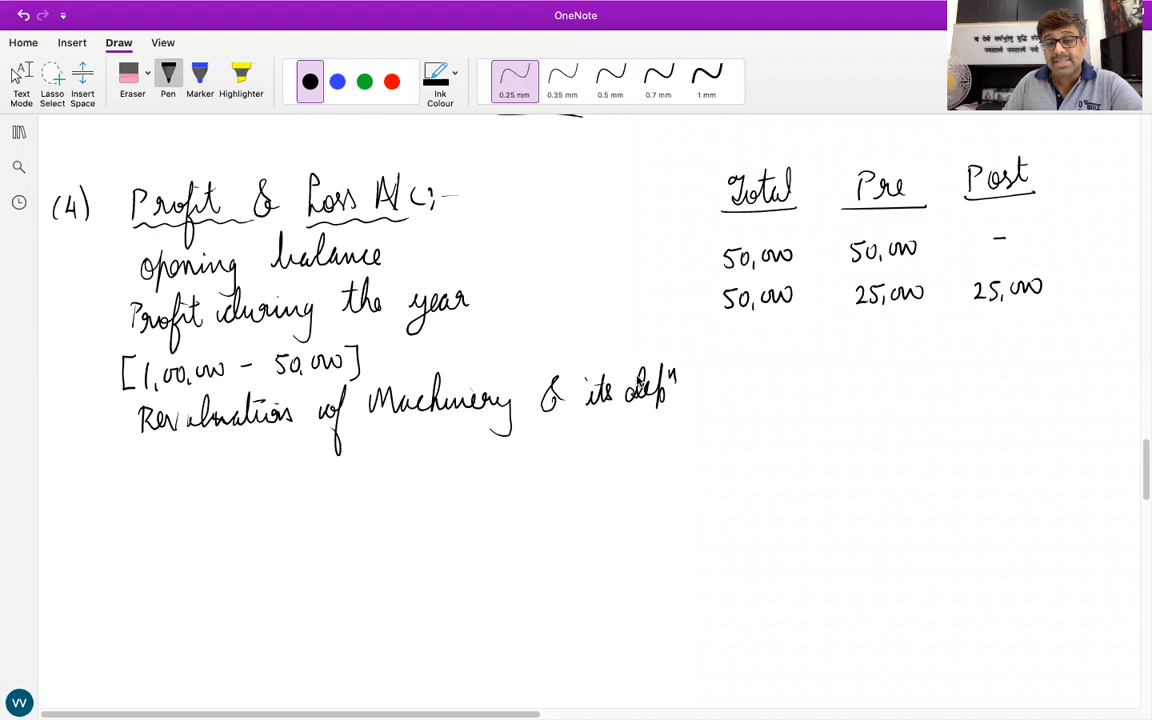 OneNote
Home Insert Draw View
Text Mode Lasso Select Insert Space Eraser Pen Marker Highlighter Ink Colour 0.25 mm 0.35 mm 0.5 mm 0.7 mm 1 mm
(4) Profit & Loss A/c:- Total Pre Post
opening balance 50,000 50,000 -
Profit during the year 50,000 25,000 25,000
[1,00,000 - 50,000]
Revaluation of Machinery & its depn
VV